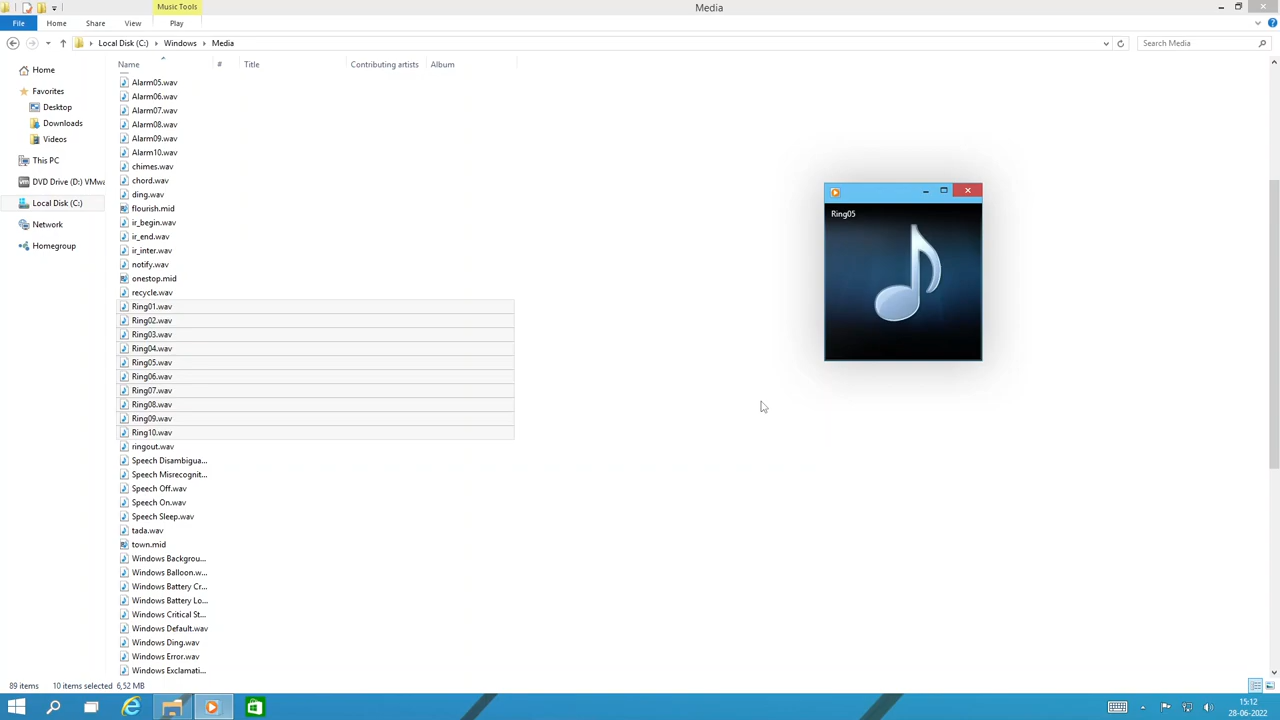 Music Tools
Media
File
Home
Share
View
Play
Local Disk (C:)
Windows
Media
Search Media
Name
#
Title
Contributing artists
Album
Home
Favorites
Desktop
Downloads
Videos
This PC
DVD Drive (D:) VMwa
Local Disk (C:)
Network
Homegroup
Alarm05.wav
Alarm06.wav
Alarm07.wav
Alarm08.wav
Alarm09.wav
Alarm10.wav
chimes.wav
chord.wav
ding.wav
flourish.mid
ir_begin.wav
ir_end.wav
ir_inter.wav
notify.wav
onestop.mid
recycle.wav
Ring01.wav
Ring02.wav
Ring03.wav
Ring04.wav
Ring05.wav
Ring06.wav
Ring07.wav
Ring08.wav
Ring09.wav
Ring10.wav
ringout.wav
Speech Disambigua...
Speech Misrecognit...
Speech Off.wav
Speech On.wav
Speech Sleep.wav
tada.wav
town.mid
Windows Backgrou...
Windows Balloon.w...
Windows Battery Cr...
Windows Battery Lo...
Windows Critical St...
Windows Default.wav
Windows Ding.wav
Windows Error.wav
Windows Exclamati...
Ring05
89 items
10 items selected 6,52 MB
15:12
28-06-2022